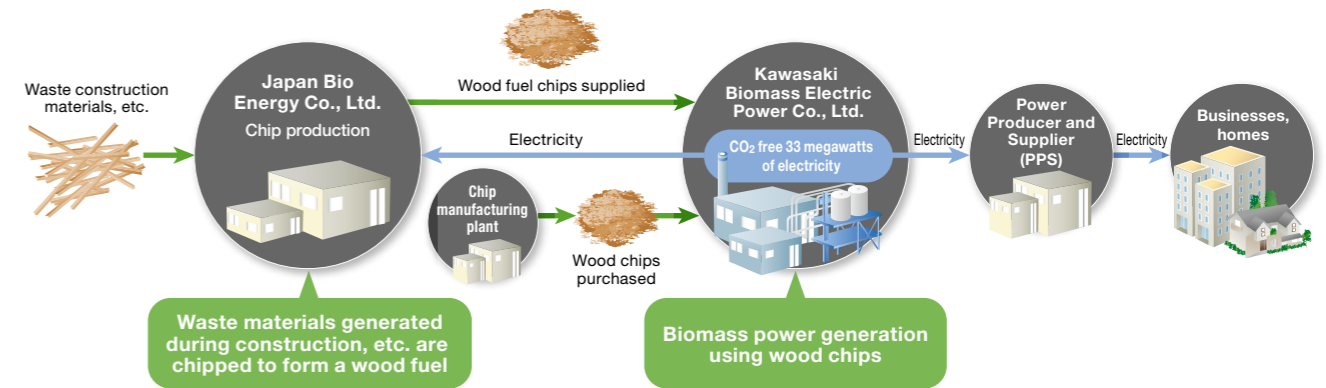 Waste construction
materials, etc.
Japan Bio
Energy Co., Ltd.
Chip production
Wood fuel chips supplied
Electricity
Chip
manufacturing
plant
Wood chips
purchased
Kawasaki
Biomass Electric
Power Co., Ltd.
CO₂ free 33 megawatts
of electricity
Electricity
Power
Producer and
Supplier
(PPS)
Electricity
Businesses,
homes
Waste materials generated
during construction, etc. are
chipped to form a wood fuel
Biomass power generation
using wood chips